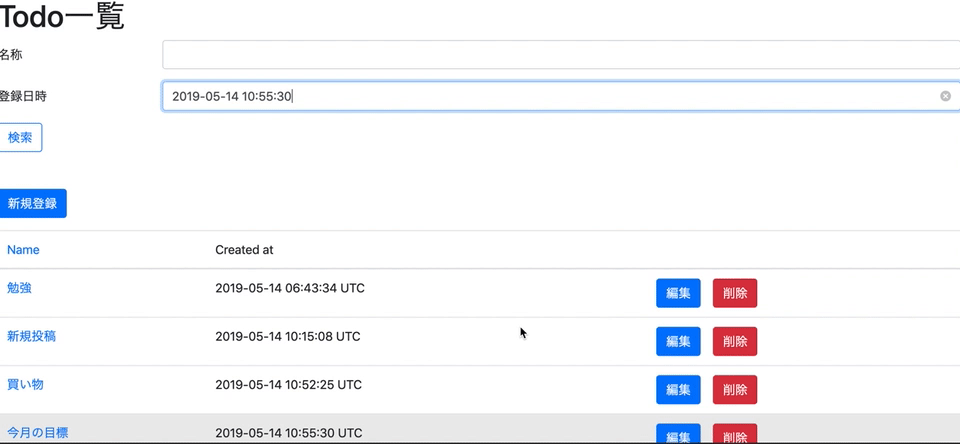 Todo一覧
名称
登録日時 2019-05-14 10:55:30
検索
新規登録
Name Created at
勉強 2019-05-14 06:43:34 UTC 編集 削除
新規投稿 2019-05-14 10:15:08 UTC 編集 削除
買い物 2019-05-14 10:52:25 UTC 編集 削除
今月の目標 2019-05-14 10:55:30 UTC 編集 削除